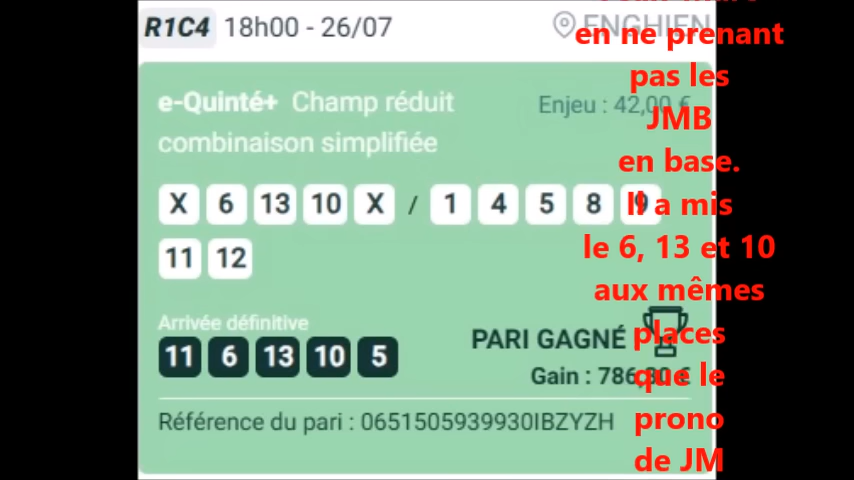 R1C4 18h00 - 26/07 ENGHIEN
e-Quinté+ Champ réduit Enjeu : 42,00 €
combinaison simplifiée
X 6 13 10 X / 1 4 5 8 9
11 12
Arrivée définitive
11 6 13 10 5
PARI GAGNÉ
Gain : 786,80 €
Référence du pari : 0651505939930IBZYZH
en ne prenant
pas les
JMB
en base.
Il a mis
le 6, 13 et 10
aux mêmes
places
que le
prono
de JM